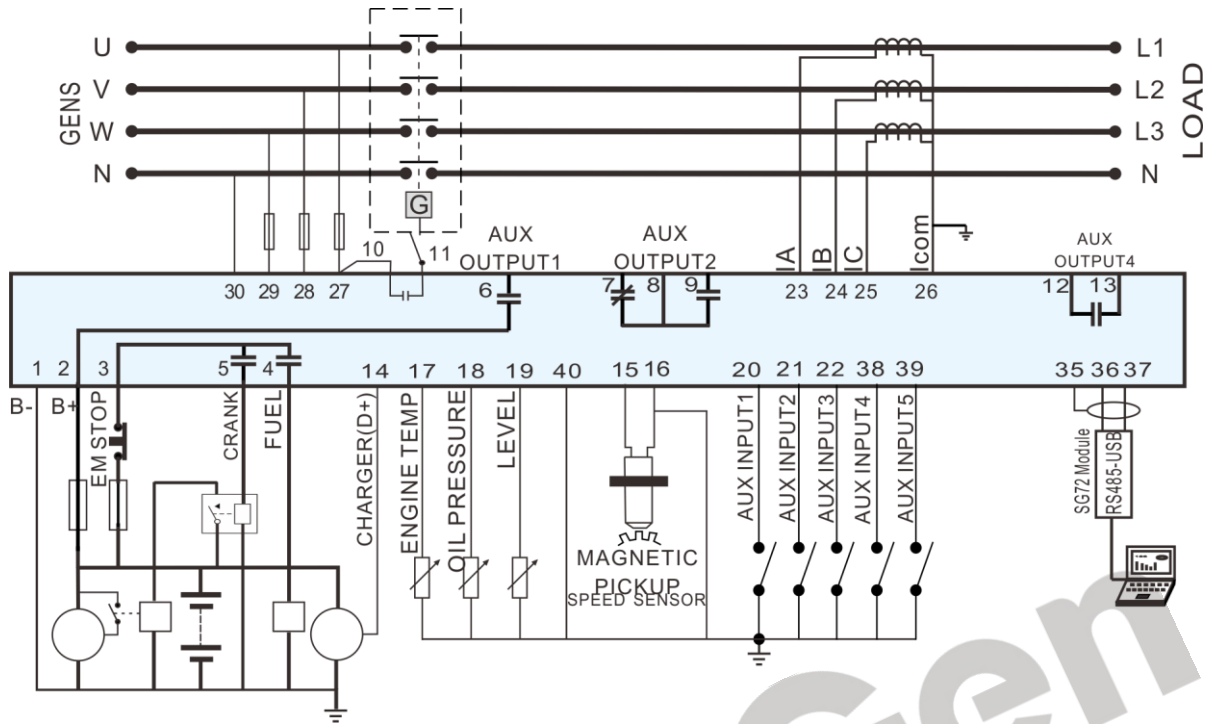 GENS
U
V
W
N
L1
L2
L3
N
LOAD
G
10
11
AUX
OUTPUT1
AUX
OUTPUT2
IA
IB
IC
Icom
AUX
OUTPUT4
30
29
28
27
6
7
8
9
23
24
25
26
12
13
1
2
3
5
4
14
17
18
19
40
15
16
20
21
22
38
39
35
36
37
B-
B+
EM STOP
CRANK
FUEL
CHARGER(D+)
ENGINE TEMP
OIL PRESSURE
LEVEL
MAGNETIC
PICKUP
SPEED SENSOR
AUX INPUT1
AUX INPUT2
AUX INPUT3
AUX INPUT4
AUX INPUT5
SG72 Module
RS485-USB
Gen